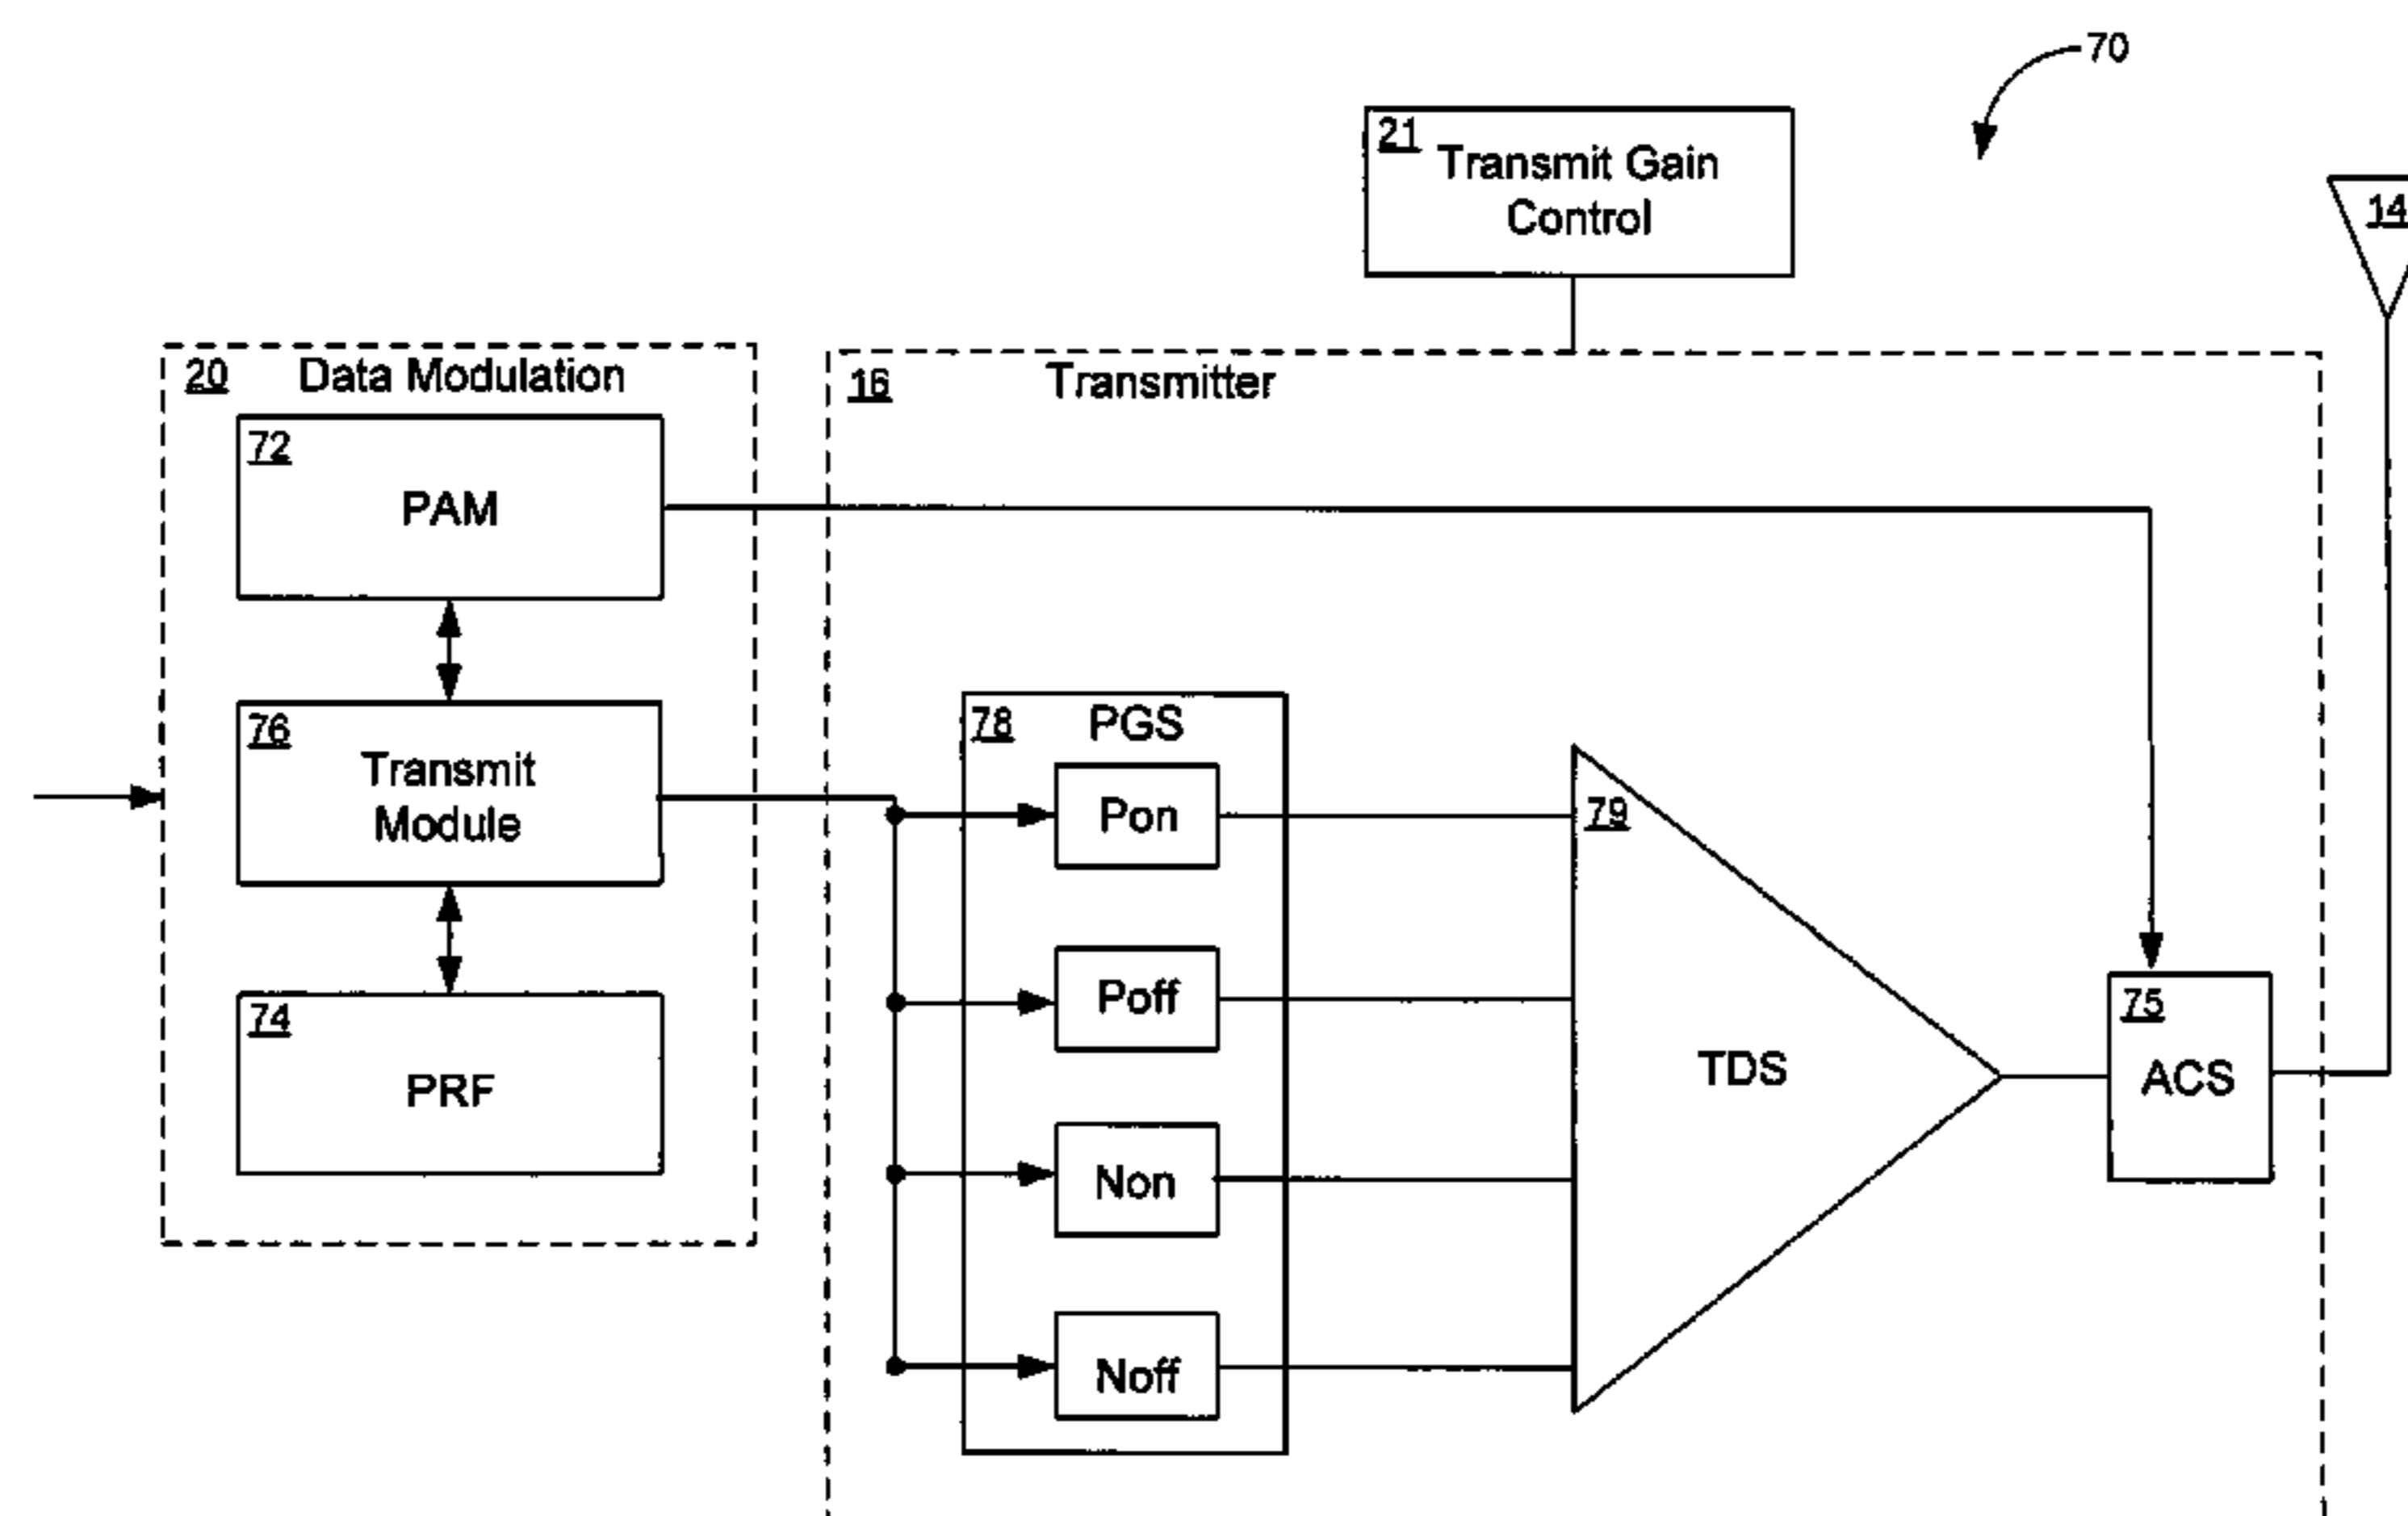 70
21
Transmit Gain
Control
14
20 Data Modulation
16 Transmitter
72
PAM
76
Transmit
Module
74
PRF
78 PGS
Pon
Poff
Non
Noff
79
TDS
75
ACS